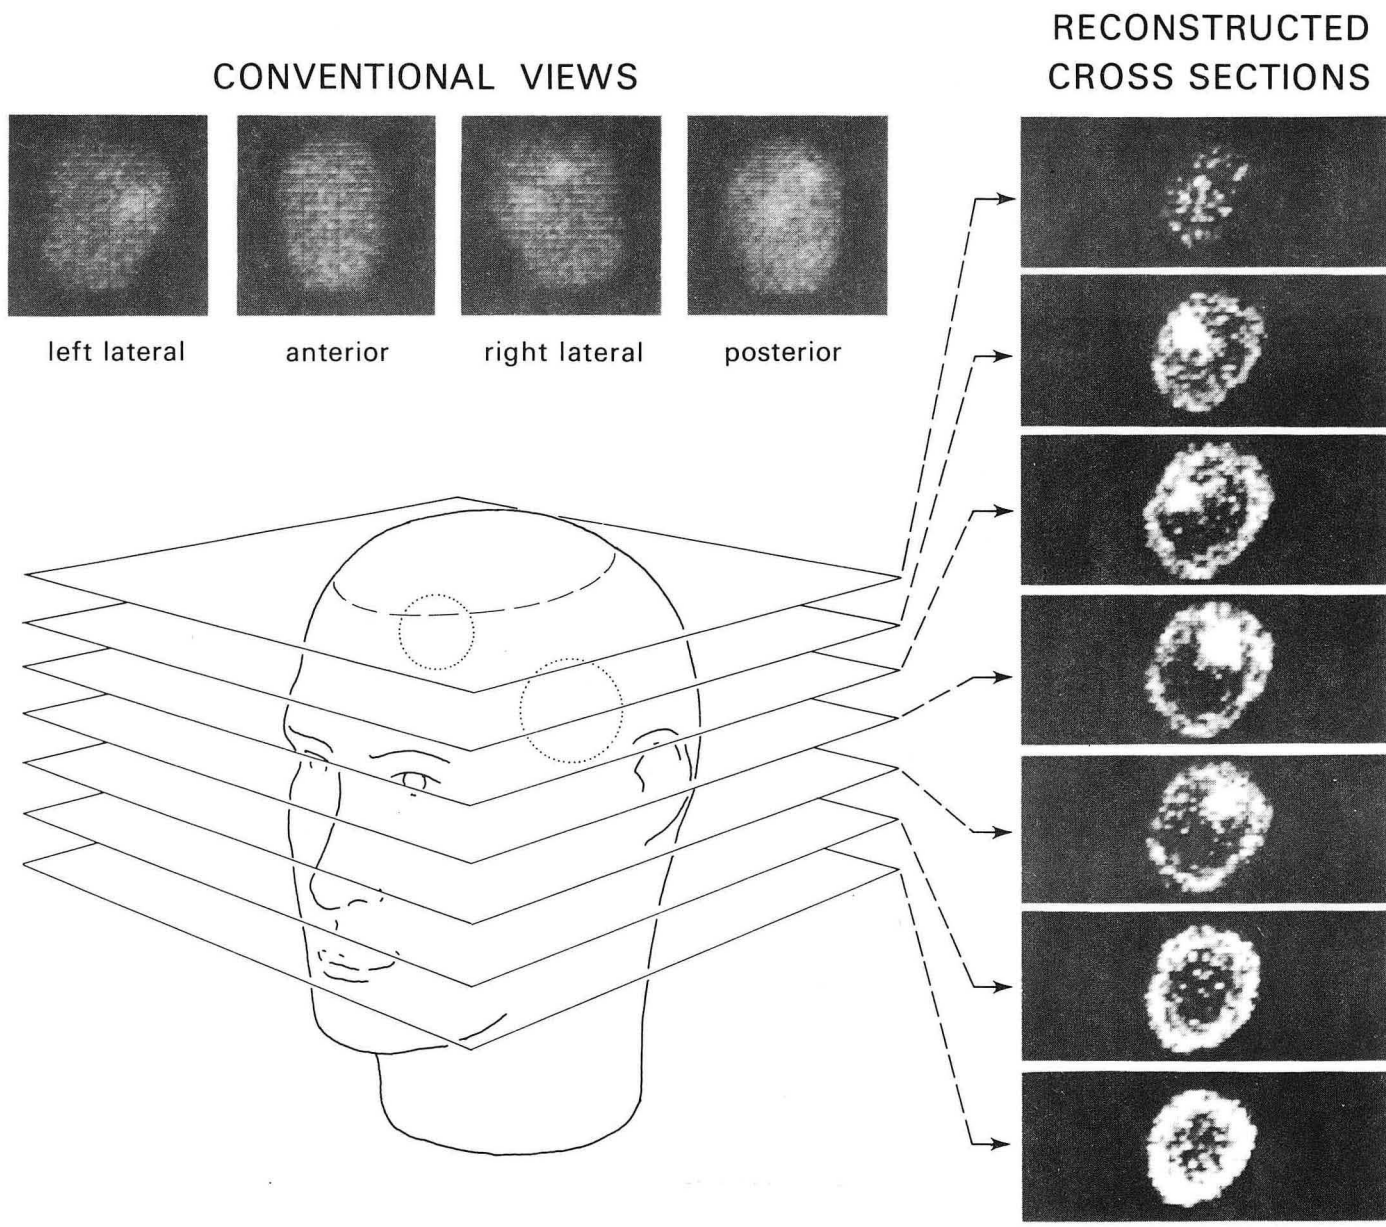 CONVENTIONAL VIEWS
left lateral
anterior
right lateral
posterior
RECONSTRUCTED
CROSS SECTIONS